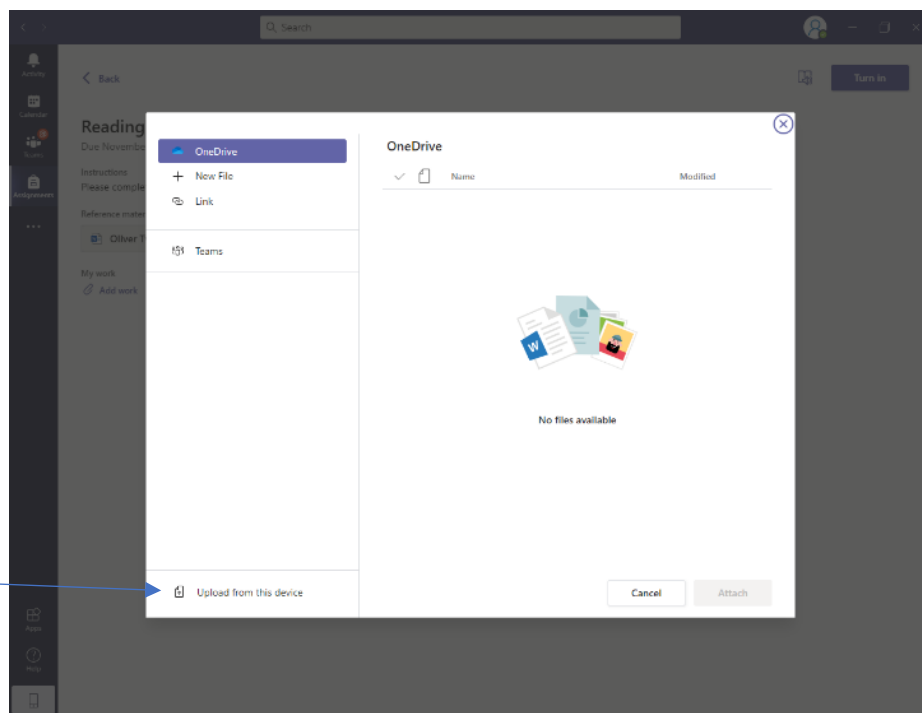 Search
Activity
Back
Turn in
Calendar
Reading
Due Novembe
Teams
Instructions
Please comple
Assignments
Reference mater
Oliver T
My work
Add work
OneDrive
New File
Link
Teams
Upload from this device
OneDrive
Name Modified
W
No files available
Cancel Attach
Apps
Help